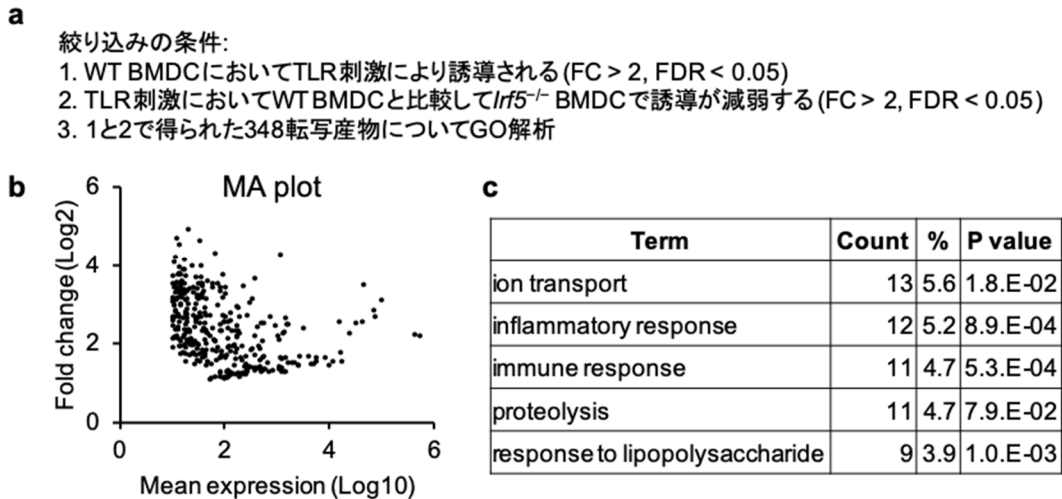 a
絞り込みの条件:
1. WT BMDCにおいてTLR刺激により誘導される (FC > 2, FDR < 0.05)
2. TLR刺激においてWT BMDCと比較してIrf5–/– BMDCで誘導が減弱する (FC > 2, FDR < 0.05)
3. 1と2で得られた348転写産物についてGO解析
b
MA plot
Fold change (Log2)
6
4
2
0
0 2 4 6
Mean expression (Log10)
c
Term Count % P value
ion transport 13 5.6 1.8.E-02
inflammatory response 12 5.2 8.9.E-04
immune response 11 4.7 5.3.E-04
proteolysis 11 4.7 7.9.E-02
response to lipopolysaccharide 9 3.9 1.0.E-03